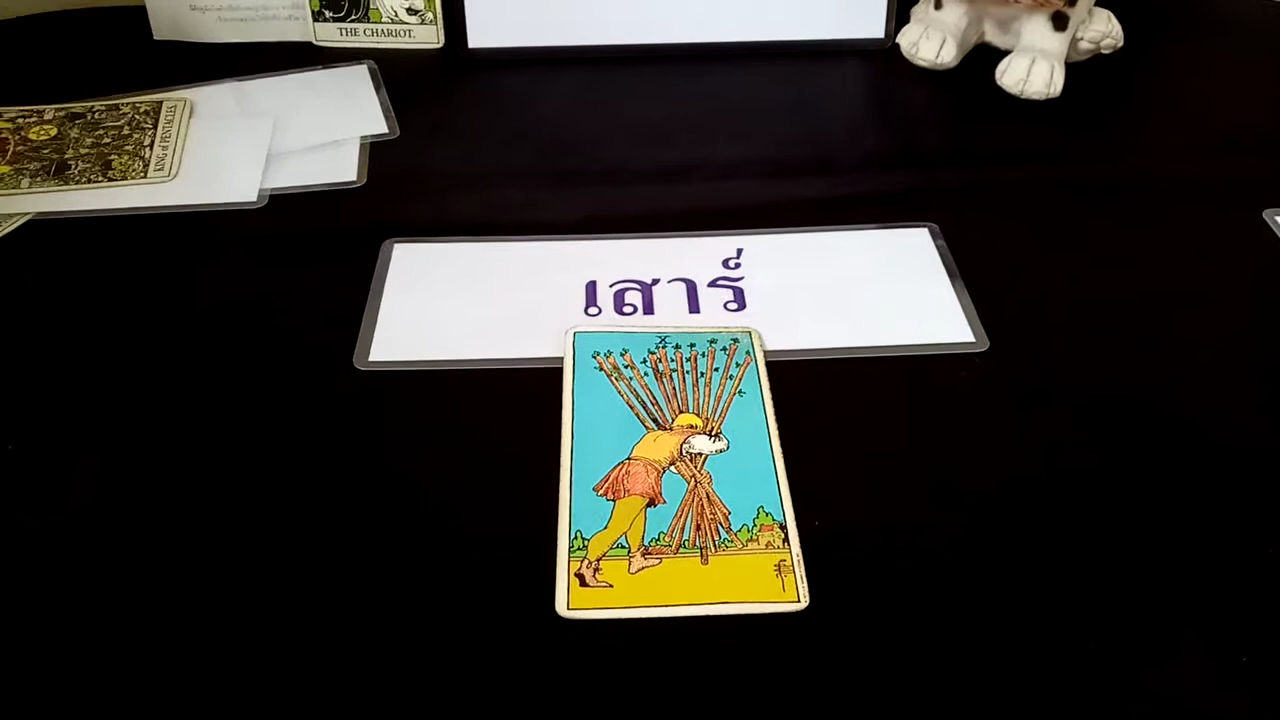 THE CHARIOT.
KING of PENTACLES
เสาร์
X